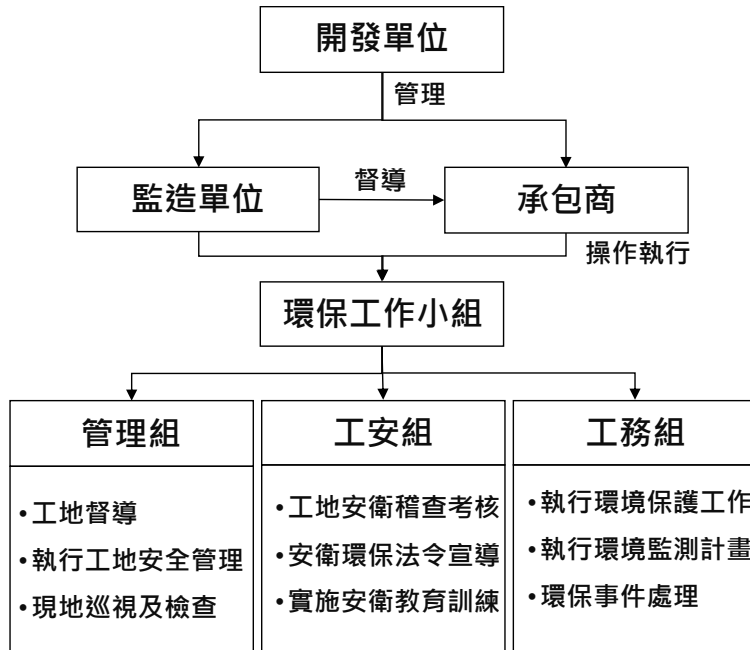 開發單位
管理
監造單位
督導
承包商
操作執行
環保工作小組
管理組
•工地督導
•執行工地安全管理
•現地巡視及檢查
工安組
•工地安衛稽查考核
•安衛環保法令宣導
•實施安衛教育訓練
工務組
•執行環境保護工作
•執行環境監測計畫
•環保事件處理